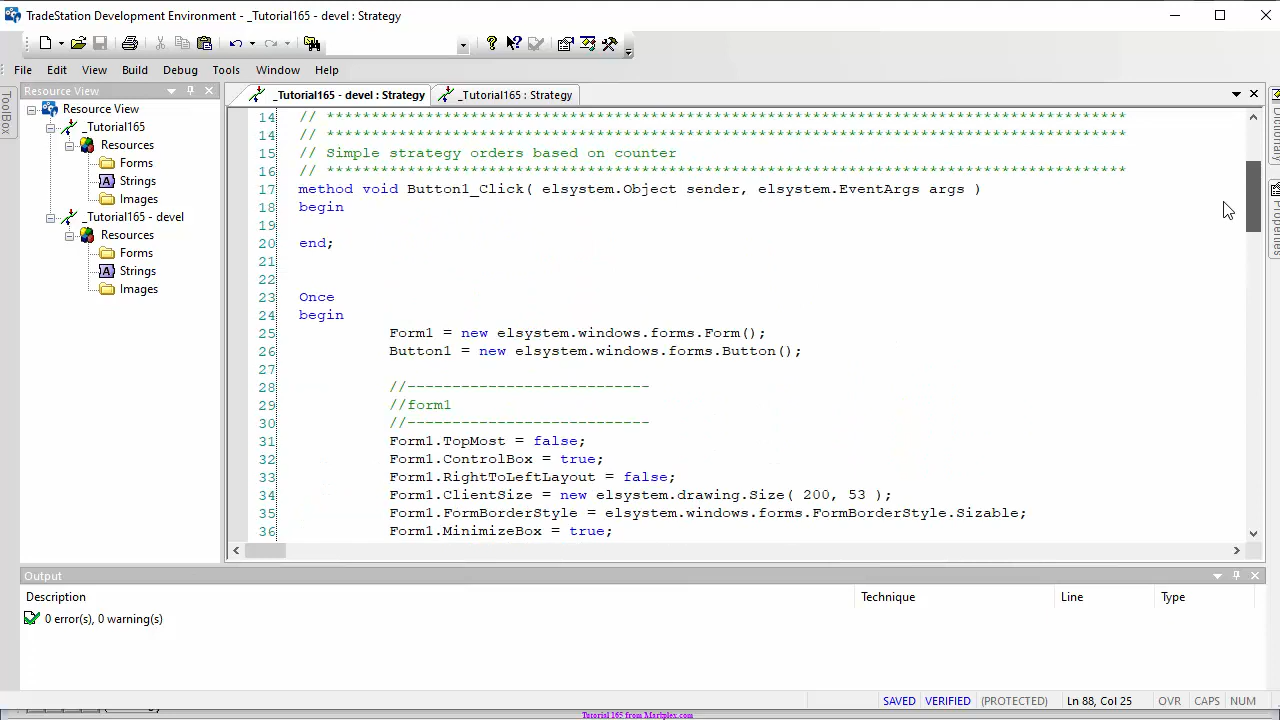 TradeStation Development Environment - _Tutorial165 - devel : Strategy
File Edit View Build Debug Tools Window Help
ToolBox
Resource View
Resource View
_Tutorial165
Resources
Forms
Strings
Images
_Tutorial165 - devel
Resources
Forms
Strings
Images
_Tutorial165 - devel : Strategy
_Tutorial165 : Strategy
14 // *****************************************************************************************
14 // *****************************************************************************************
15 // Simple strategy orders based on counter
16 // *****************************************************************************************
17 method void Button1_Click( elsystem.Object sender, elsystem.EventArgs args )
18 begin
19
20 end;
21
22
23 Once
24 begin
25 Form1 = new elsystem.windows.forms.Form();
26 Button1 = new elsystem.windows.forms.Button();
27
28 //---------------------------
29 //form1
30 //---------------------------
31 Form1.TopMost = false;
32 Form1.ControlBox = true;
33 Form1.RightToLeftLayout = false;
34 Form1.ClientSize = new elsystem.drawing.Size( 200, 53 );
35 Form1.FormBorderStyle = elsystem.windows.forms.FormBorderStyle.Sizable;
36 Form1.MinimizeBox = true;
Dictionary
Properties
Output
Description Technique Line Type
0 error(s), 0 warning(s)
SAVED VERIFIED (PROTECTED) Ln 88, Col 25 OVR CAPS NUM
Tutorial 165 from Markplex.com